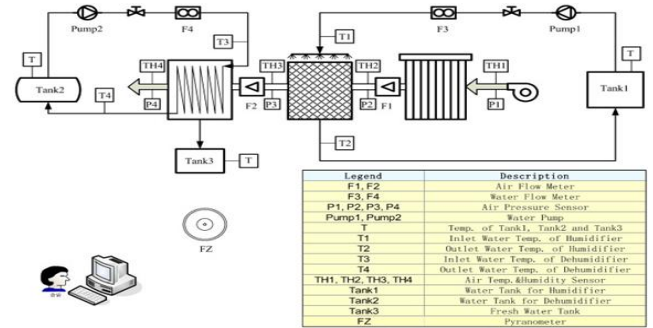 Pump2
F4
F3
Pump1
T3
T1
T
TH4
TH3
TH2
TH1
T
Tank2
T4
P4
F2
P3
P2
F1
P1
Tank1
T2
Tank3
T
FZ
Legend Description
F1, F2 Air Flow Meter
F3, F4 Water Flow Meter
P1, P2, P3, P4 Air Pressure Sensor
Pump1, Pump2 Water Pump
T Temp. of Tank1, Tank2 and Tank3
T1 Inlet Water Temp. of Humidifier
T2 Outlet Water Temp. of Humidifier
T3 Inlet Water Temp. of Dehumidifier
T4 Outlet Water Temp. of Dehumidifier
TH1, TH2, TH3, TH4 Air Temp.&Humidity Sensor
Tank1 Water Tank for Humidifier
Tank2 Water Tank for Dehumidifier
Tank3 Fresh Water Tank
FZ Pyranometer